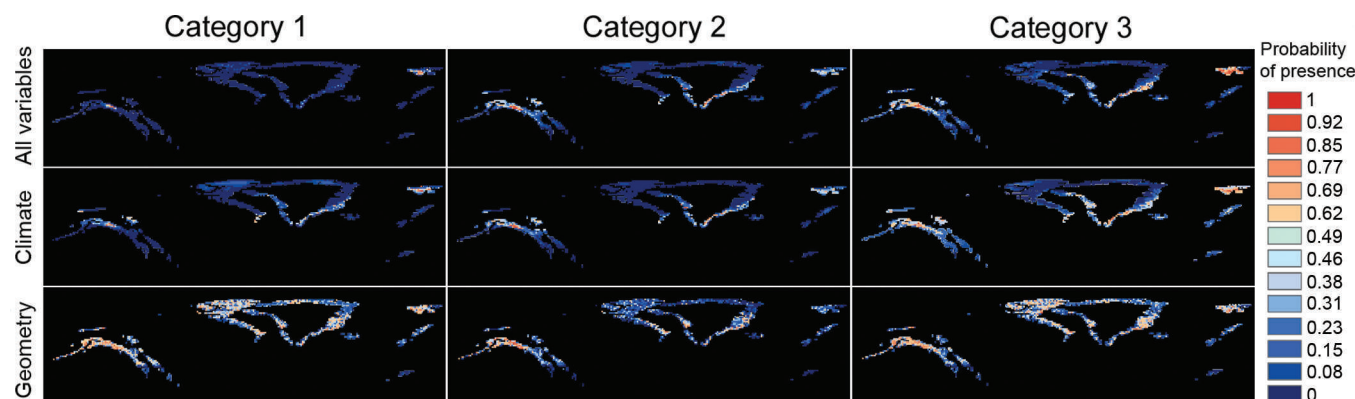 Category 1
Category 2
Category 3
All variables
Climate
Geometry
Probability
of presence
1
0.92
0.85
0.77
0.69
0.62
0.49
0.46
0.38
0.31
0.23
0.15
0.08
0